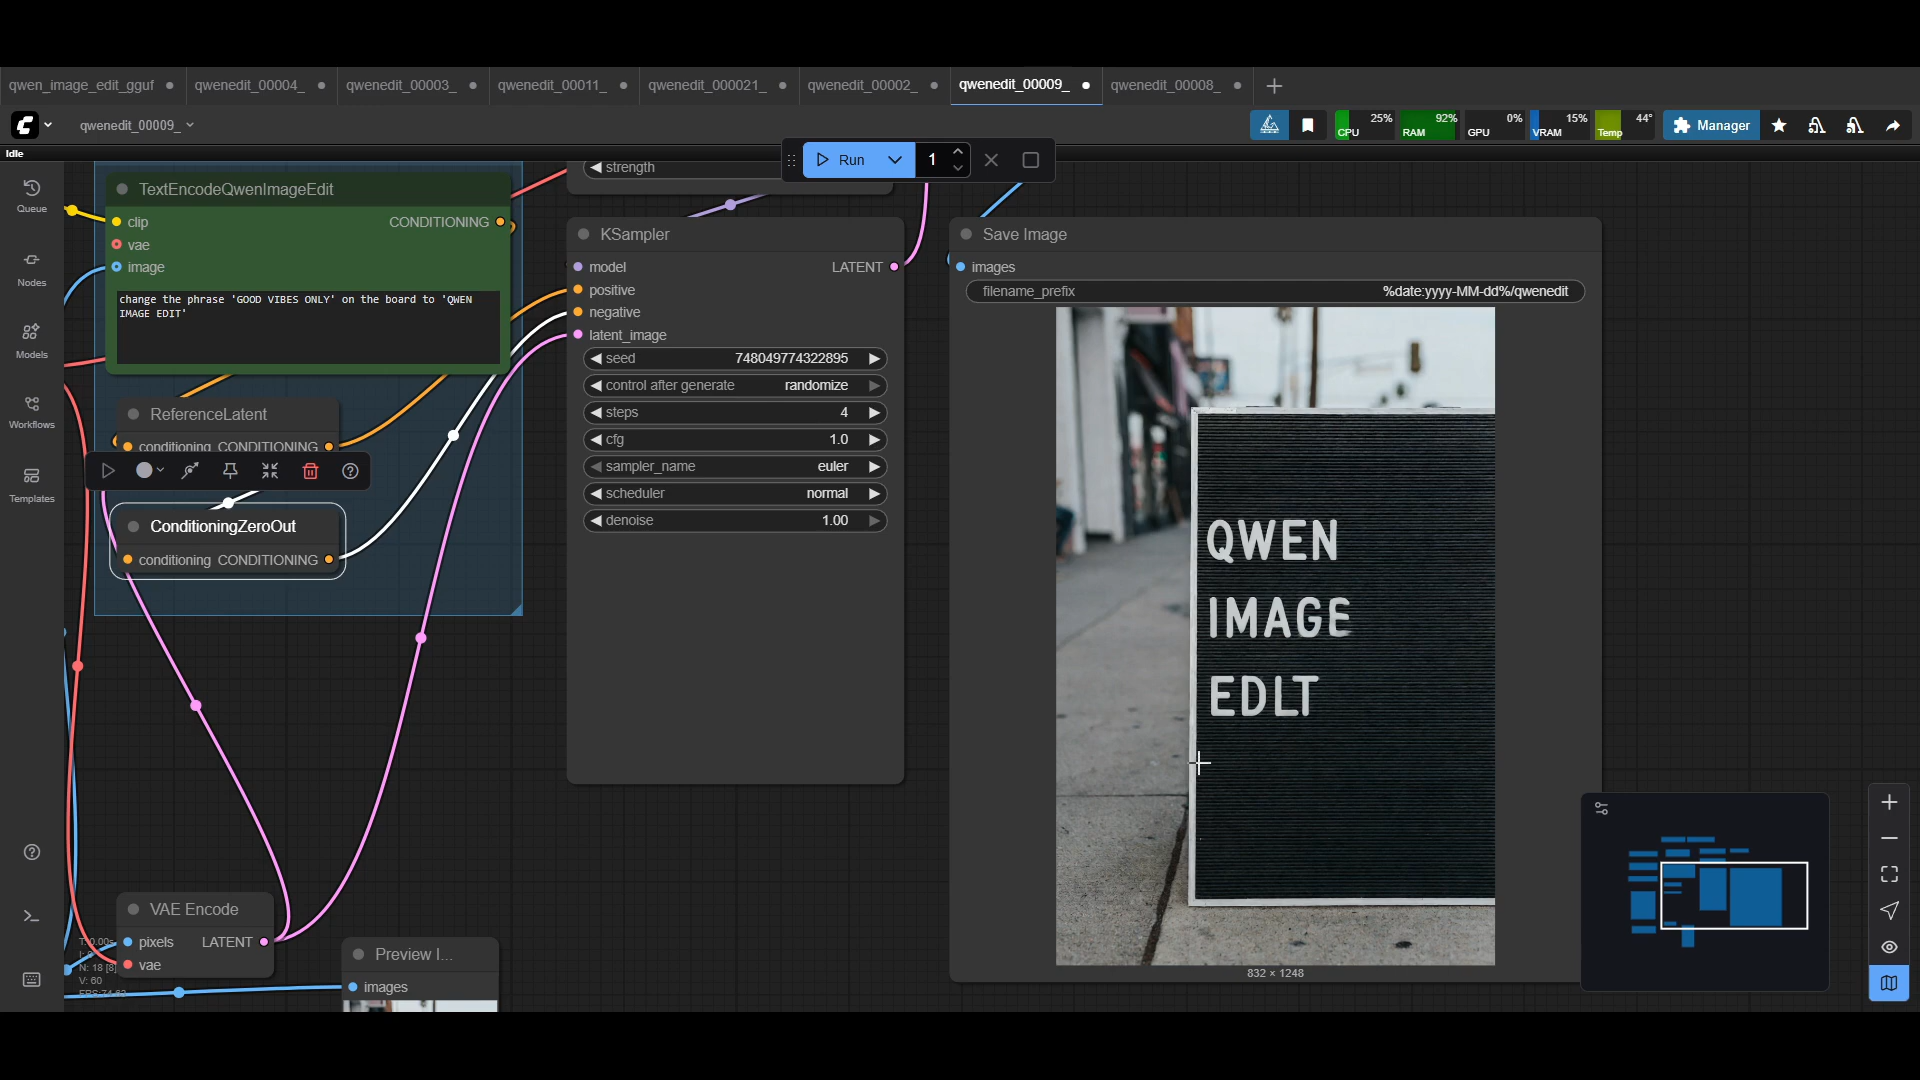 qwen_image_edit_gguf
qwenedit_00004_
qwenedit_00003_
qwenedit_00011_
qwenedit_000021_
qwenedit_00002_
qwenedit_00009_
qwenedit_00008_
qwenedit_00009_
CPU 25%
RAM 92%
GPU 0%
VRAM 15%
Temp 44°
Manager
Idle
Run
1
Queue
Nodes
Models
Workflows
Templates
TextEncodeQwenImageEdit
clip
CONDITIONING
vae
image
change the phrase 'GOOD VIBES ONLY' on the board to 'QWEN
IMAGE EDIT'
ReferenceLatent
conditioning CONDITIONING
ConditioningZeroOut
conditioning CONDITIONING
VAE Encode
pixels LATENT
vae
T: 0.00s
N: 18 [8]
V: 60
Preview I...
images
strength
KSampler
model LATENT
positive
negative
latent_image
seed 748049774322895
control after generate randomize
steps 4
cfg 1.0
sampler_name euler
scheduler normal
denoise 1.00
Save Image
images
filename_prefix %date:yyyy-MM-dd%/qwenedit
QWEN
IMAGE
EDLT
832 × 1248